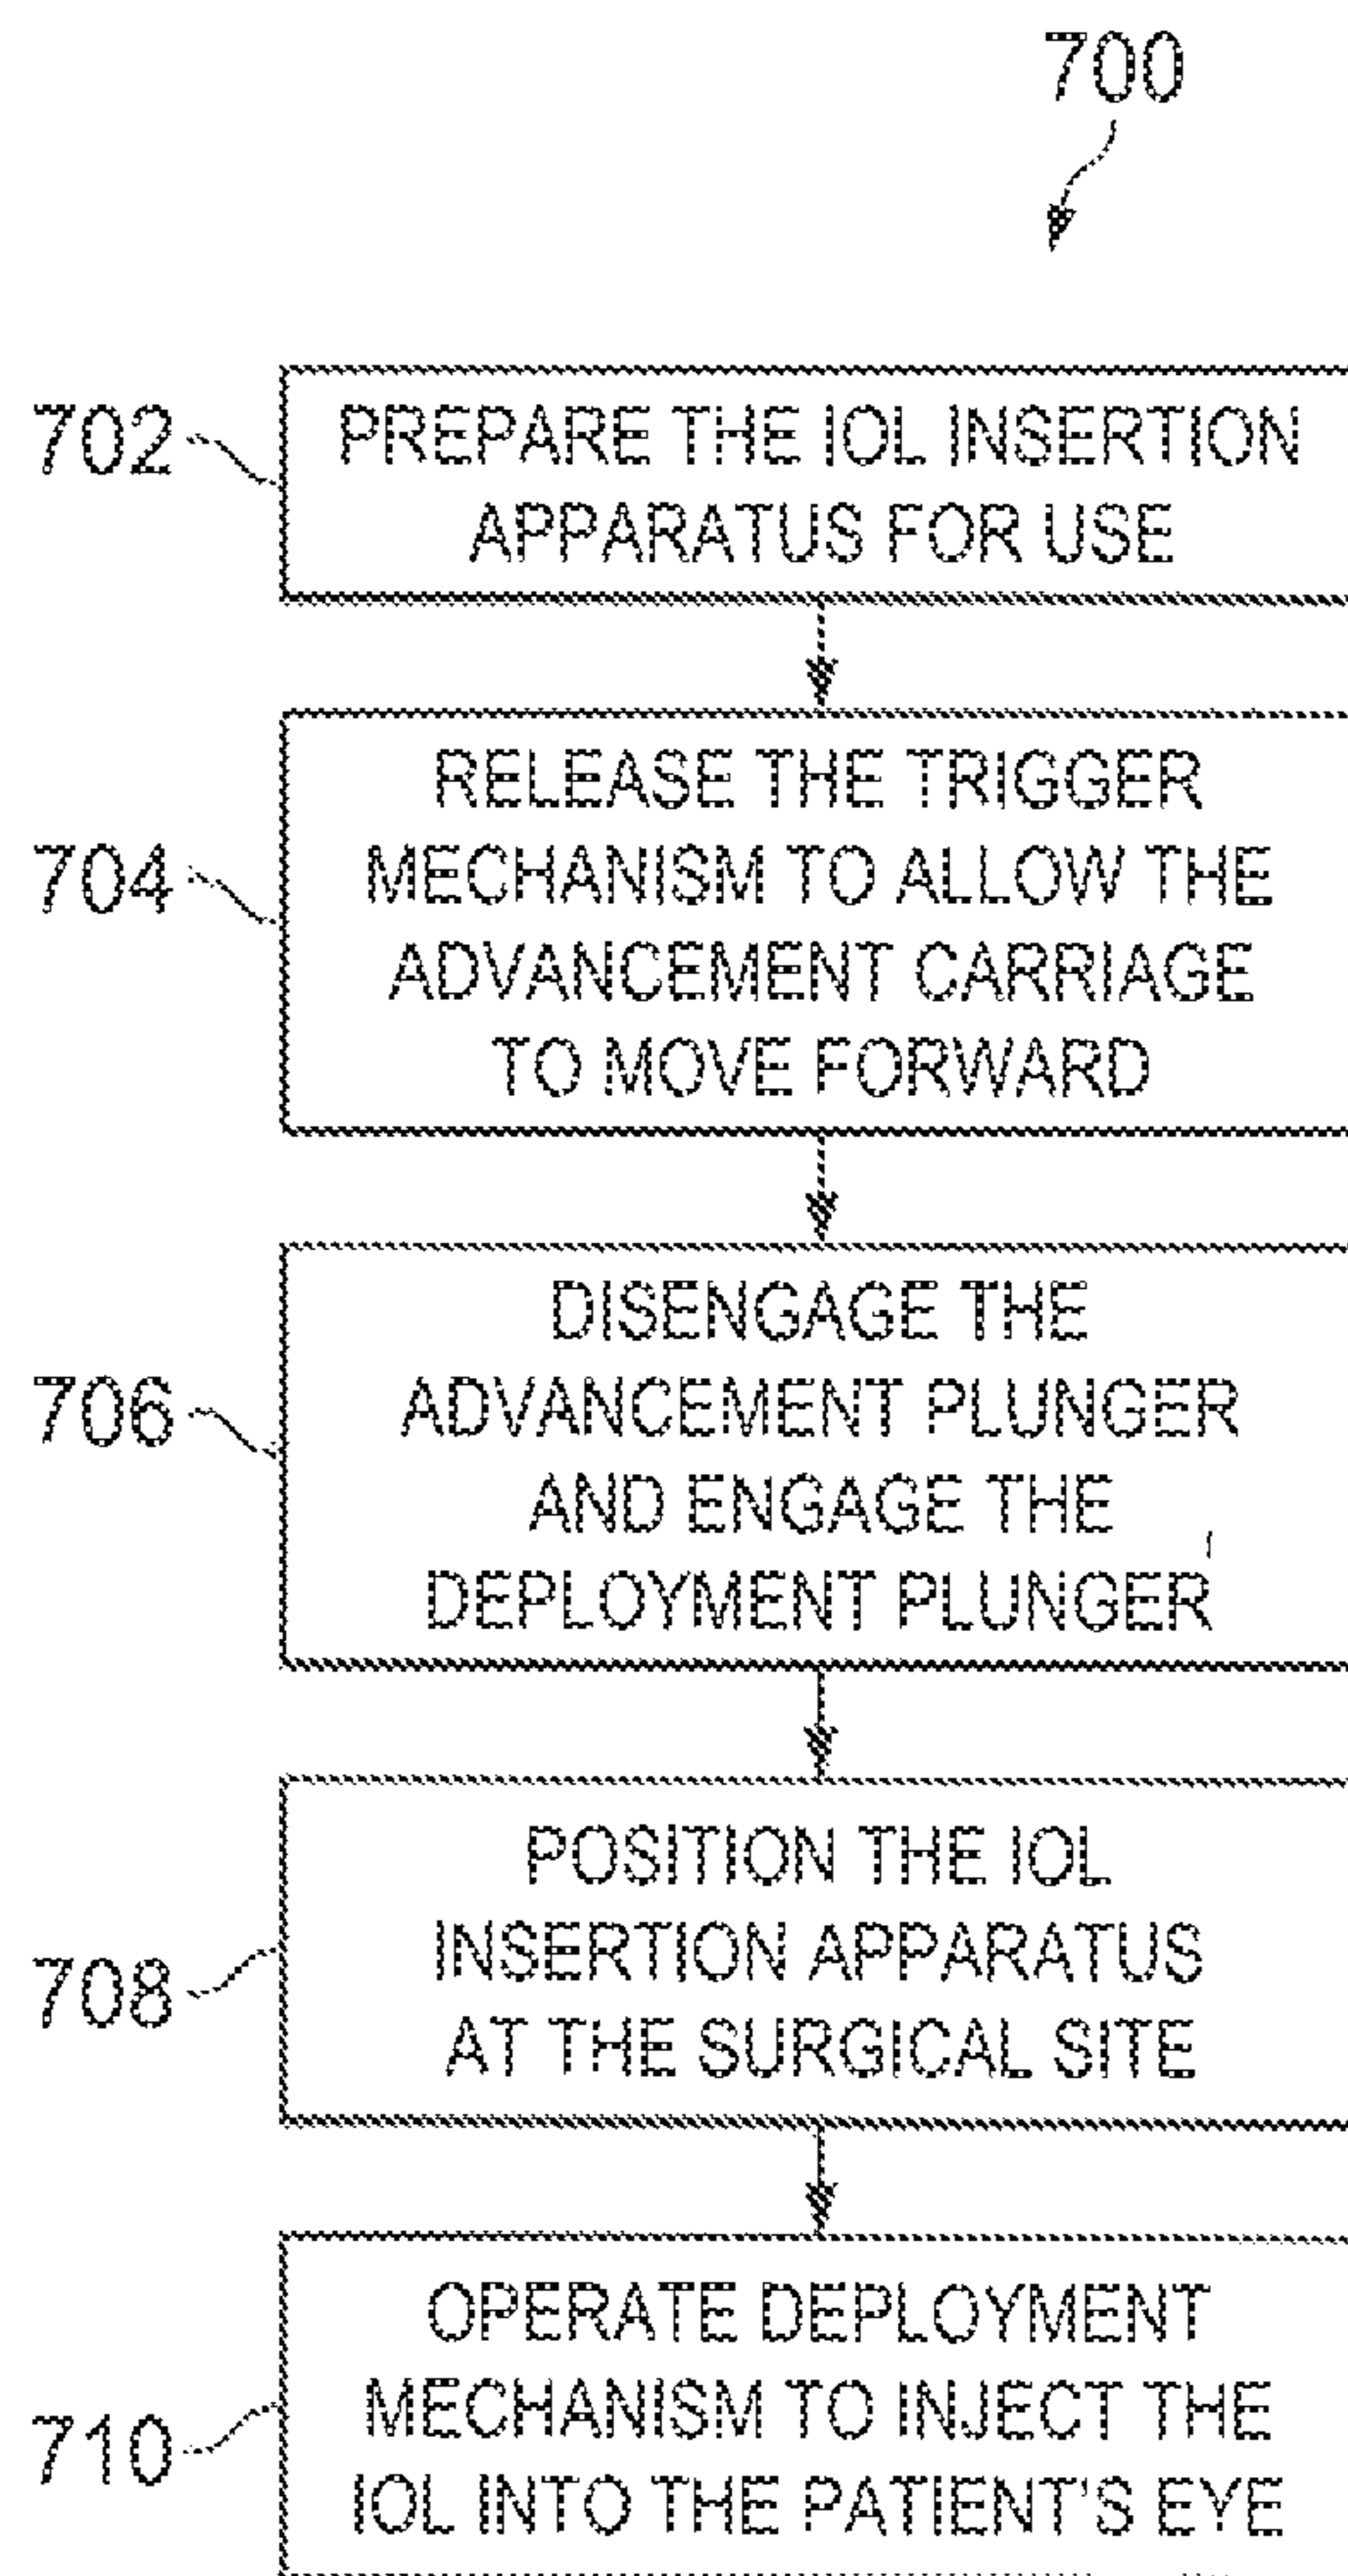 700
702
PREPARE THE IOL INSERTION
APPARATUS FOR USE
704
RELEASE THE TRIGGER
MECHANISM TO ALLOW THE
ADVANCEMENT CARRIAGE
TO MOVE FORWARD
706
DISENGAGE THE
ADVANCEMENT PLUNGER
AND ENGAGE THE
DEPLOYMENT PLUNGER
708
POSITION THE IOL
INSERTION APPARATUS
AT THE SURGICAL SITE
710
OPERATE DEPLOYMENT
MECHANISM TO INJECT THE
IOL INTO THE PATIENT'S EYE